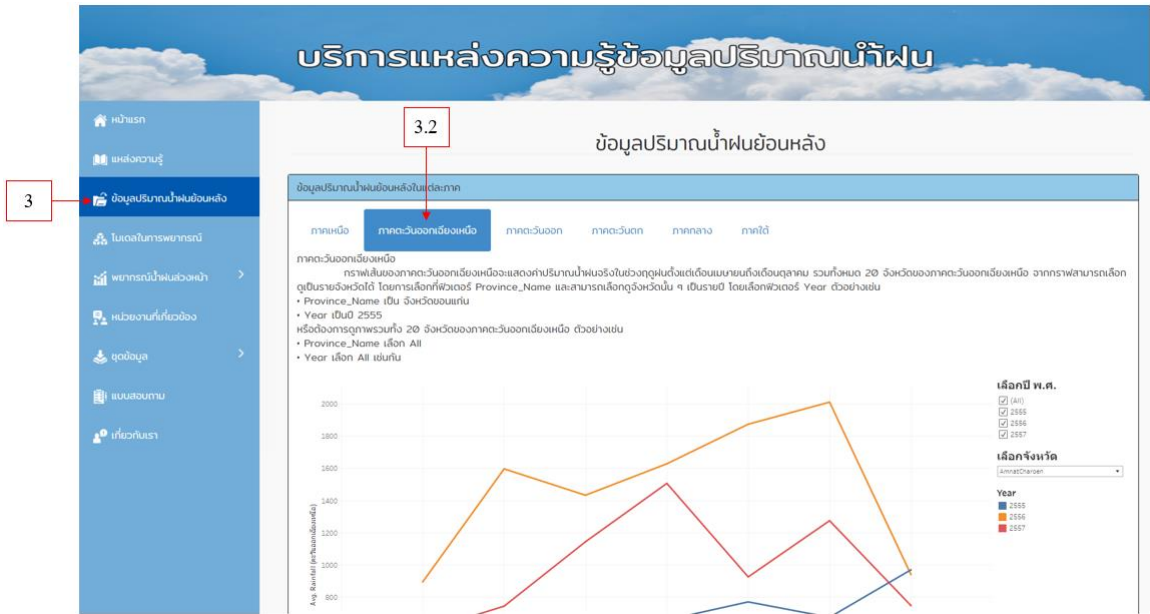 บริการแหล่งความรู้ข้อมูลปริมาณน้ำฝน
หน้าแรก
แหล่งความรู้
3
ข้อมูลปริมาณน้ำฝนย้อนหลัง
โมเดลในการพยากรณ์
พยากรณ์น้ำฝนล่วงหน้า
หน่วยงานที่เกี่ยวข้อง
ชุดข้อมูล
แบบสอบถาม
เกี่ยวกับเรา
3.2
ข้อมูลปริมาณน้ำฝนย้อนหลัง
ข้อมูลปริมาณน้ำฝนย้อนหลังในแต่ละภาค
ภาคเหนือ ภาคตะวันออกเฉียงเหนือ ภาคตะวันออก ภาคตะวันตก ภาคกลาง ภาคใต้
ภาคตะวันออกเฉียงเหนือ
กราฟเส้นของภาคตะวันออกเฉียงเหนือจะแสดงค่าปริมาณน้ำฝนจริงในช่วงฤดูฝนตั้งแต่เดือนเมษายนถึงเดือนตุลาคม รวมทั้งหมด 20 จังหวัดของภาคตะวันออกเฉียงเหนือ จากกราฟสามารถเลือก
ดูเป็นรายจังหวัดได้ โดยการเลือกที่ฟิวเตอร์ Province_Name และสามารถเลือกดูจังหวัดนั้น ๆ เป็นรายปี โดยเลือกฟิวเตอร์ Year ตัวอย่างเช่น
• Province_Name เป็น จังหวัดขอนแก่น
• Year เป็นปี 2555
หรือต้องการดูภาพรวมทั้ง 20 จังหวัดของภาคตะวันออกเฉียงเหนือ ตัวอย่างเช่น
• Province_Name เลือก All
• Year เลือก All เช่นกัน
2000
1800
1600
1400
1200
1000
800
Avg. Rainfall (ตะวันออกเฉียงเหนือ)
เลือกปี พ.ศ.
(All)
2555
2556
2557
เลือกจังหวัด
AmnatCharoen
Year
2555
2556
2557